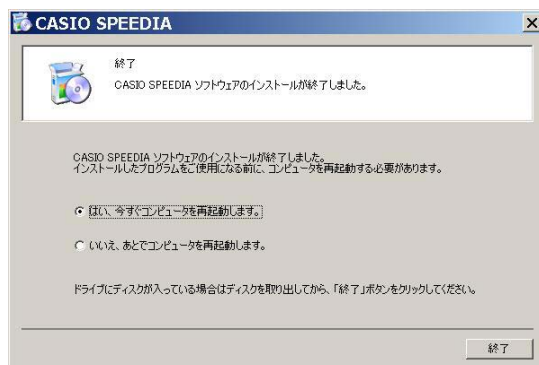 CASIO SPEEDIA
終了
CASIO SPEEDIA ソフトウェアのインストールが終了しました。
CASIO SPEEDIA ソフトウェアのインストールが終了しました。
インストールしたプログラムをご使用になる前に、コンピュータを再起動する必要があります。
はい、今すぐコンピュータを再起動します。
いいえ、あとでコンピュータを再起動します。
ドライブにディスクが入っている場合はディスクを取り出してから、「終了」ボタンをクリックしてください。
終了